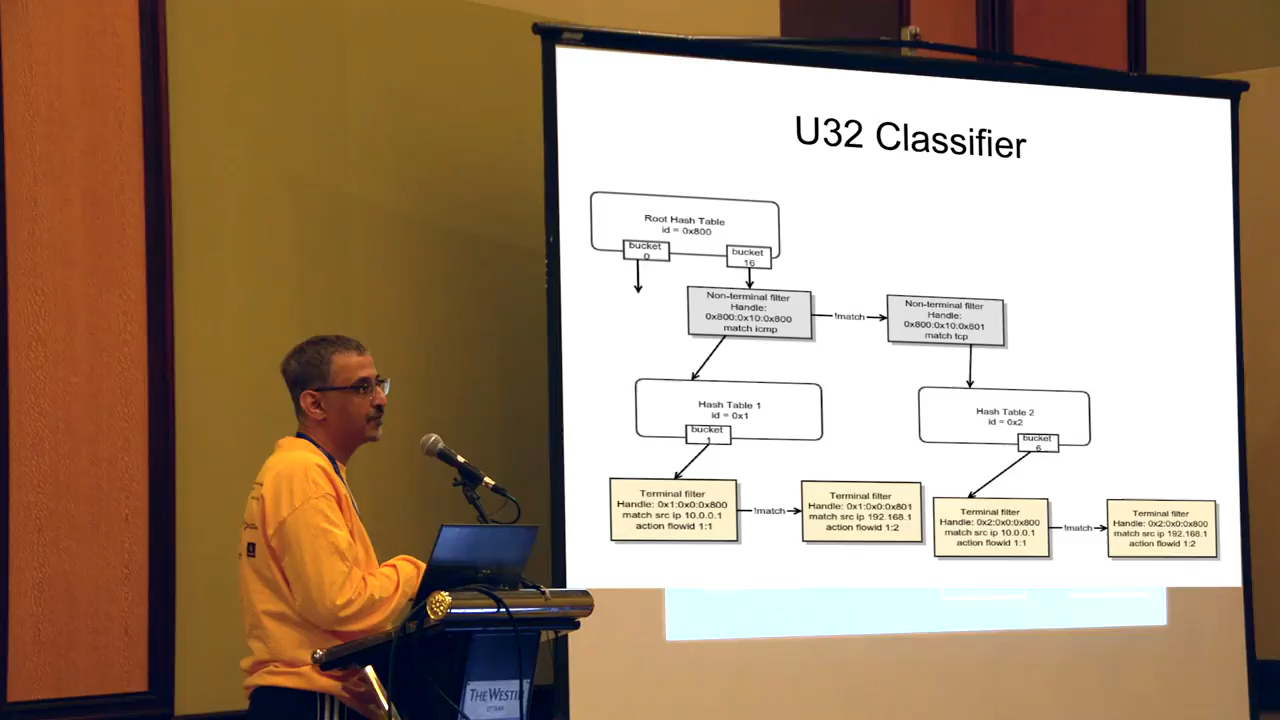 U32 Classifier
Root Hash Table
id = 0x800
bucket
0
bucket
16
Non-terminal filter
Handle:
0x800:0x10:0x800
match icmp
!match
Non-terminal filter
Handle:
0x800:0x10:0x801
match tcp
Hash Table 1
id = 0x1
bucket
1
Hash Table 2
id = 0x2
bucket
6
Terminal filter
Handle: 0x1:0x0:0x800
match src ip 10.0.0.1
action flowid 1:1
!match
Terminal filter
Handle: 0x1:0x0:0x801
match src ip 192.168.1
action flowid 1:2
Terminal filter
Handle: 0x2:0x0:0x800
match src ip 10.0.0.1
action flowid 1:1
!match
Terminal filter
Handle: 0x2:0x0:0x800
match src ip 192.168.1
action flowid 1:2
THE WESTIN
OTTAWA